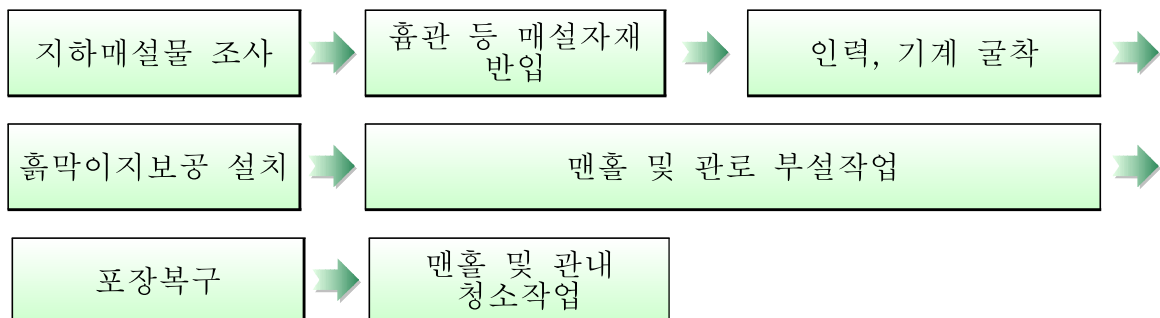 지하매설물 조사
흄관 등 매설자재
반입
인력, 기계 굴착
흙막이지보공 설치
맨홀 및 관로 부설작업
포장복구
맨홀 및 관내
청소작업